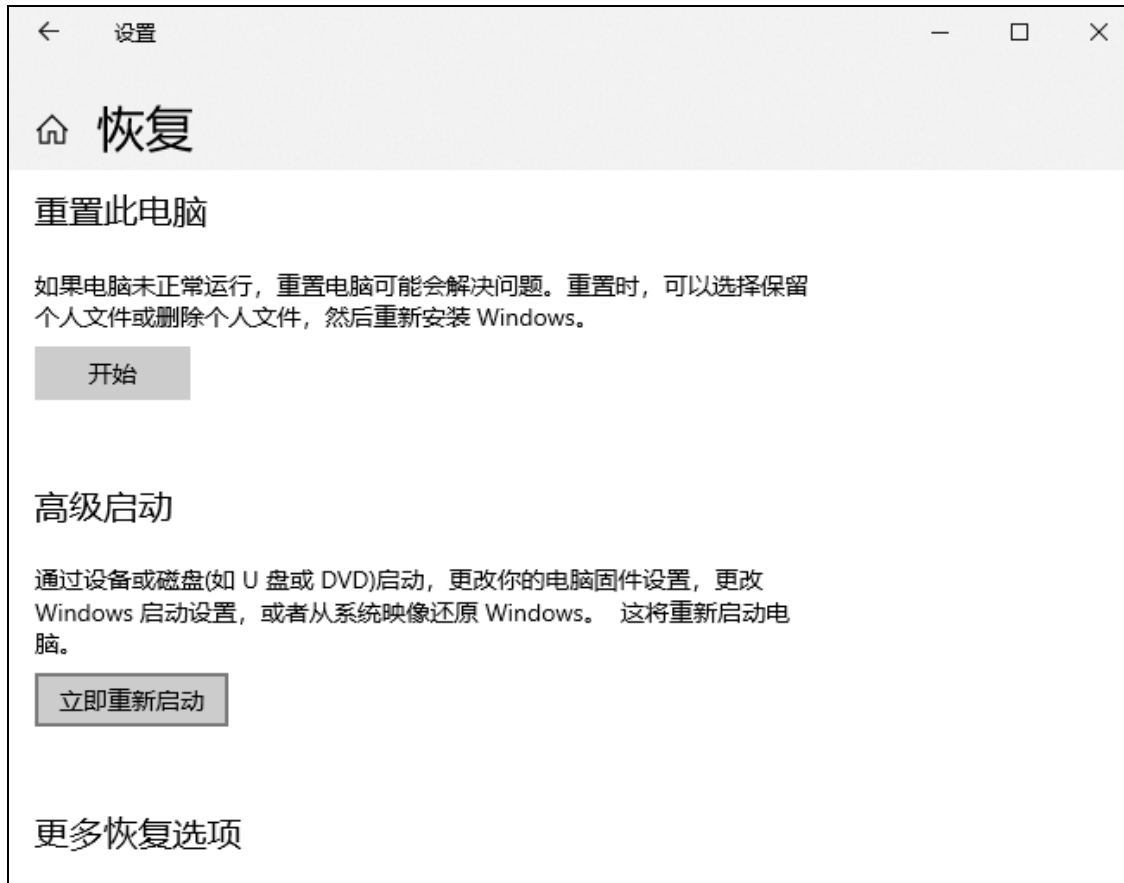 设置
恢复
重置此电脑
如果电脑未正常运行，重置电脑可能会解决问题。重置时，可以选择保留
个人文件或删除个人文件，然后重新安装 Windows。
开始
高级启动
通过设备或磁盘(如 U 盘或 DVD)启动，更改你的电脑固件设置，更改
Windows 启动设置，或者从系统映像还原 Windows。 这将重新启动电
脑。
立即重新启动
更多恢复选项